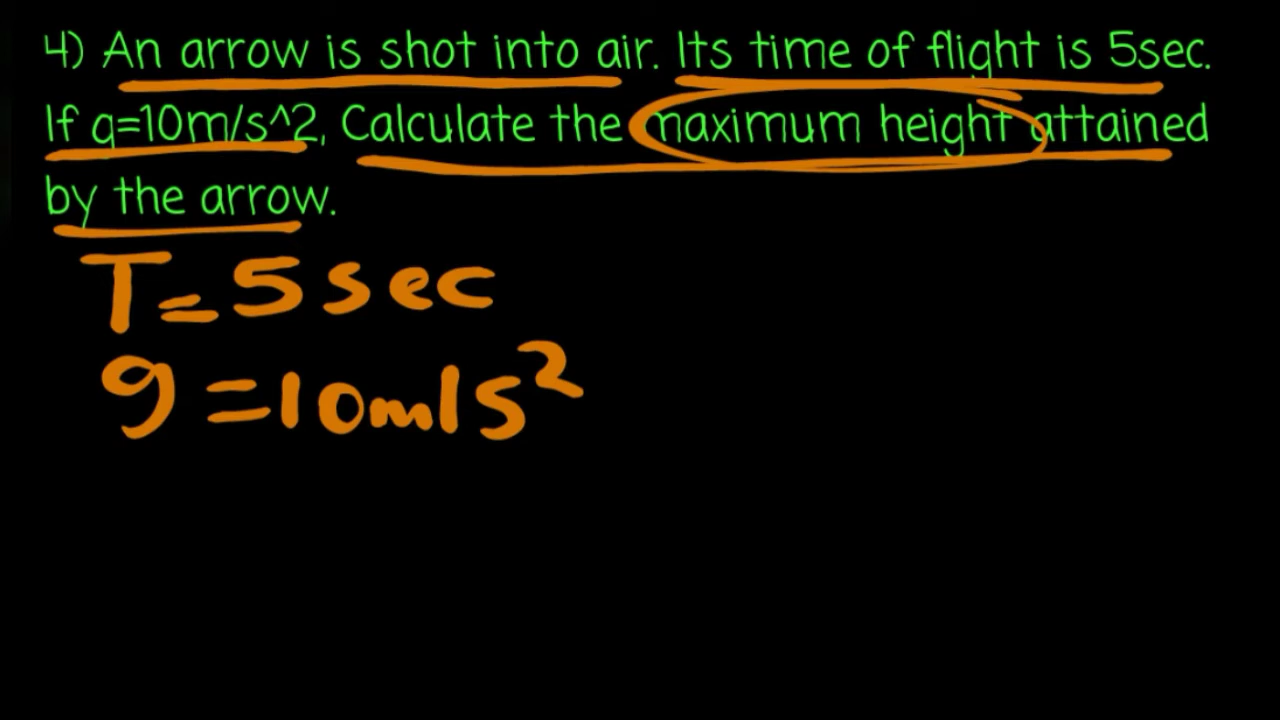 4) An arrow is shot into air. Its time of flight is 5sec.
If g=10m/s^2, Calculate the maximum height attained
by the arrow.
T=5sec
g=10m/s²